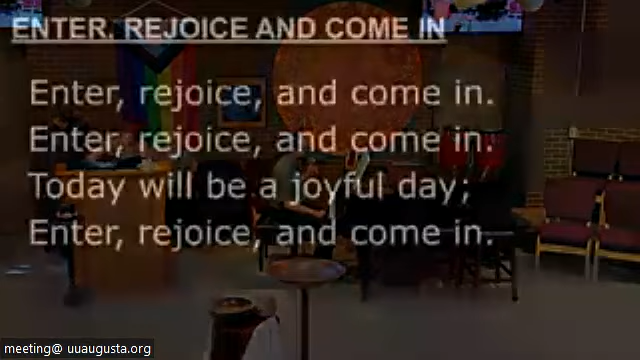 ENTER, REJOICE AND COME IN
Enter, rejoice, and come in.
Enter, rejoice, and come in.
Today will be a joyful day;
Enter, rejoice, and come in.
meeting@ uuaugusta.org